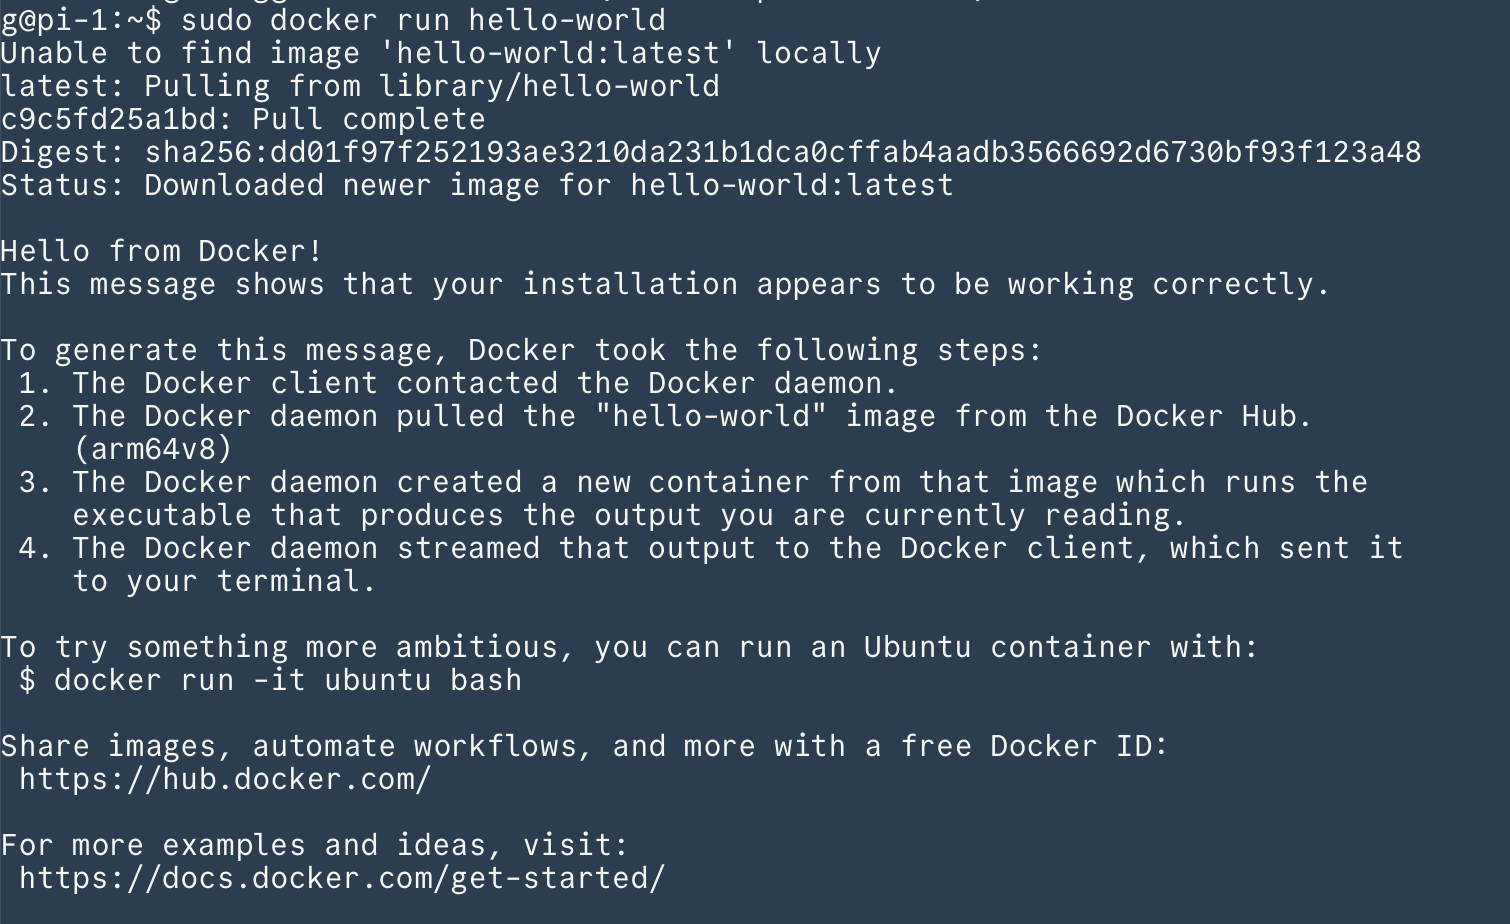 g@pi-1:~$ sudo docker run hello-world
Unable to find image 'hello-world:latest' locally
latest: Pulling from library/hello-world
c9c5fd25a1bd: Pull complete
Digest: sha256:dd01f97f252193ae3210da231b1dca0cffab4aadb3566692d6730bf93f123a48
Status: Downloaded newer image for hello-world:latest

Hello from Docker!
This message shows that your installation appears to be working correctly.

To generate this message, Docker took the following steps:
 1. The Docker client contacted the Docker daemon.
 2. The Docker daemon pulled the "hello-world" image from the Docker Hub.
    (arm64v8)
 3. The Docker daemon created a new container from that image which runs the
    executable that produces the output you are currently reading.
 4. The Docker daemon streamed that output to the Docker client, which sent it
    to your terminal.

To try something more ambitious, you can run an Ubuntu container with:
 $ docker run -it ubuntu bash

Share images, automate workflows, and more with a free Docker ID:
 https://hub.docker.com/

For more examples and ideas, visit:
 https://docs.docker.com/get-started/